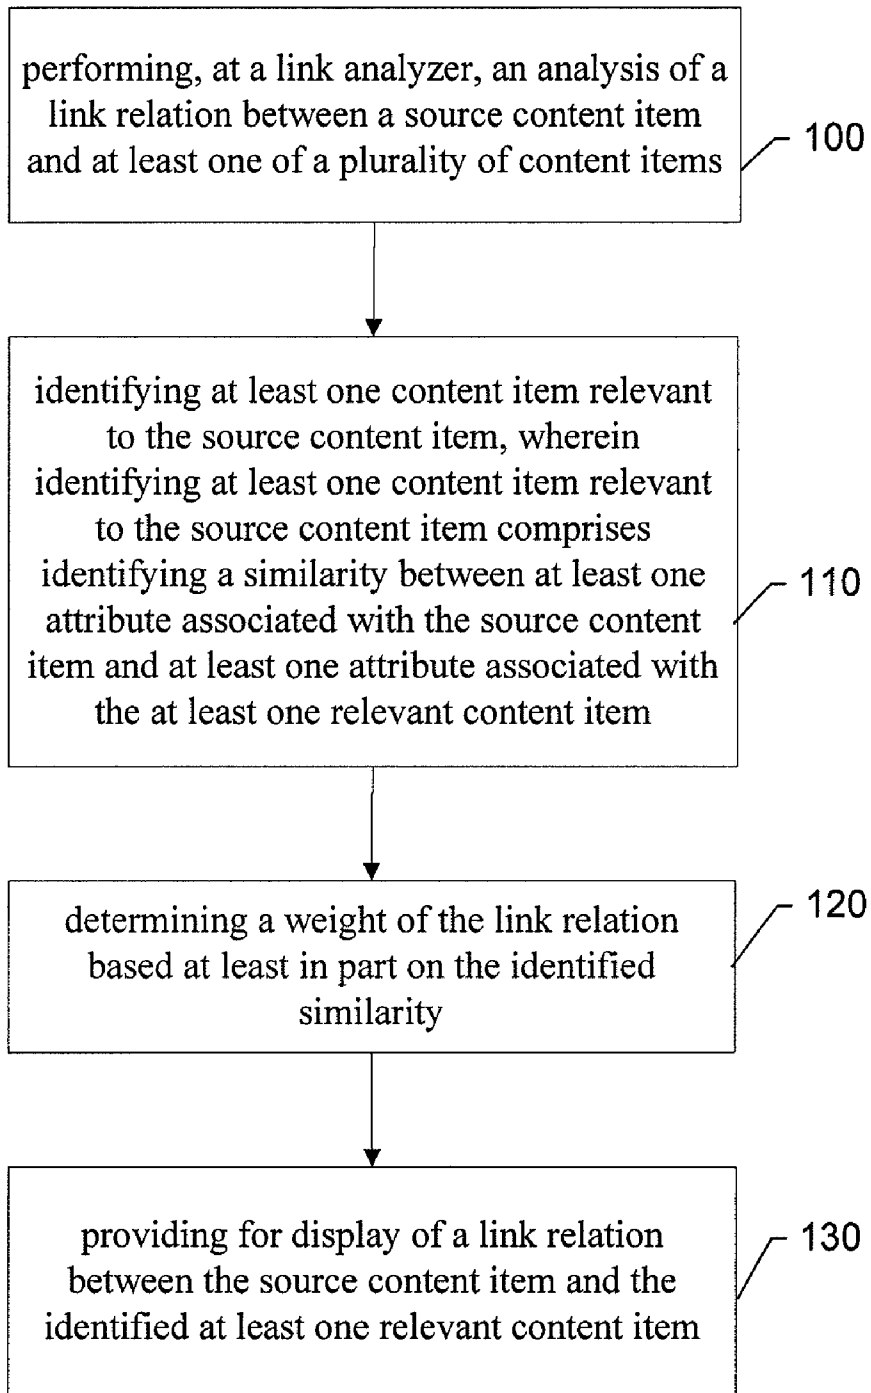 performing, at a link analyzer, an analysis of a
link relation between a source content item
and at least one of a plurality of content items
100
identifying at least one content item relevant
to the source content item, wherein
identifying at least one content item relevant
to the source content item comprises
identifying a similarity between at least one
attribute associated with the source content
item and at least one attribute associated with
the at least one relevant content item
110
determining a weight of the link relation
based at least in part on the identified
similarity
120
providing for display of a link relation
between the source content item and the
identified at least one relevant content item
130